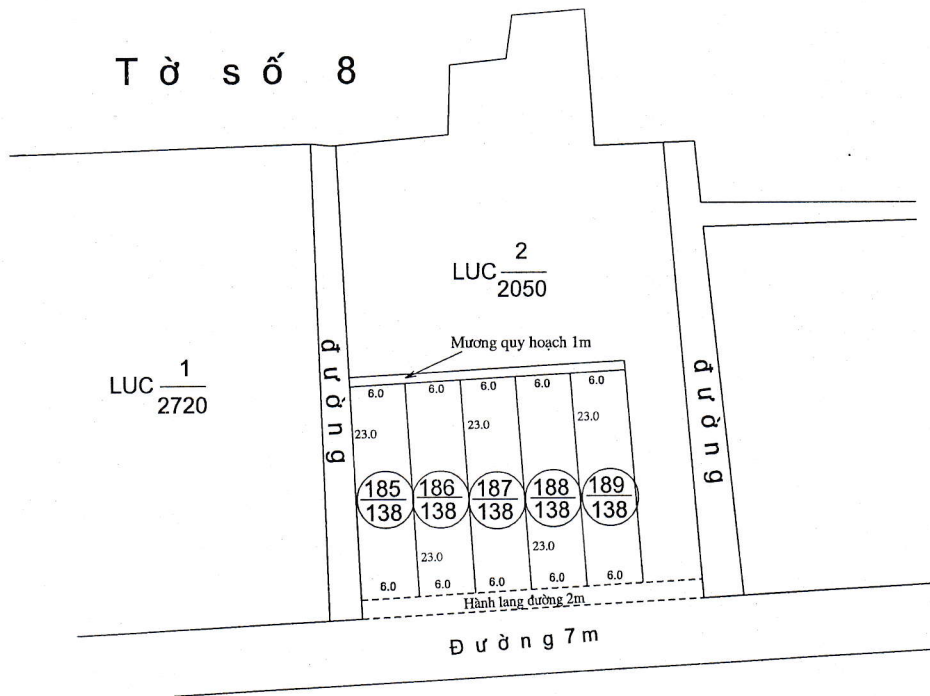 Tờ số 8
LUC 2
2050
Mương quy hoạch 1m
LUC 1
2720
đường
đường
6.0 6.0 6.0 6.0 6.0
23.0 23.0 23.0
185 186 187 188 189
138 138 138 138 138
23.0 23.0
6.0 6.0 6.0 6.0 6.0
Hành lang đường 2m
Đường 7m